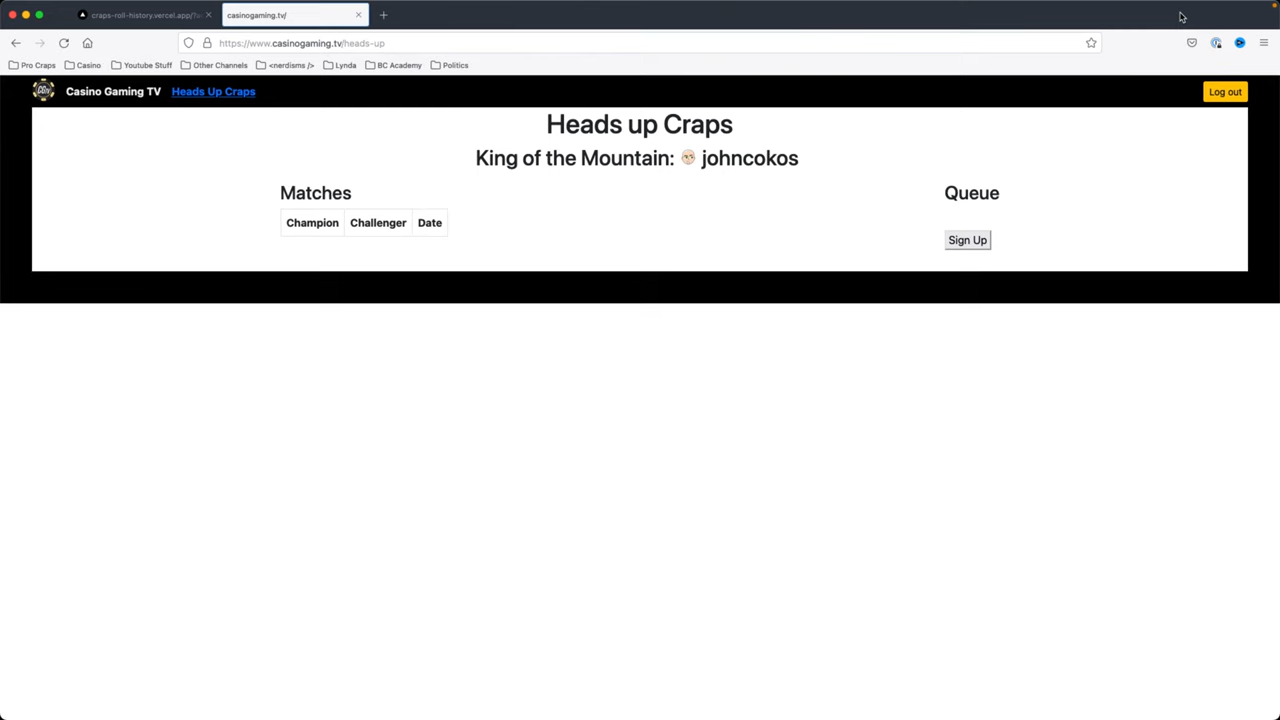 craps-roll-history.vercel.app/?a
casinogaming.tv/
https://www.casinogaming.tv/heads-up
Pro Craps Casino Youtube Stuff Other Channels <nerdisms /> Lynda BC Academy Politics
CGTV Casino Gaming TV Heads Up Craps Log out
Heads up Craps
King of the Mountain: johncokos
Matches Queue
Champion Challenger Date
Sign Up